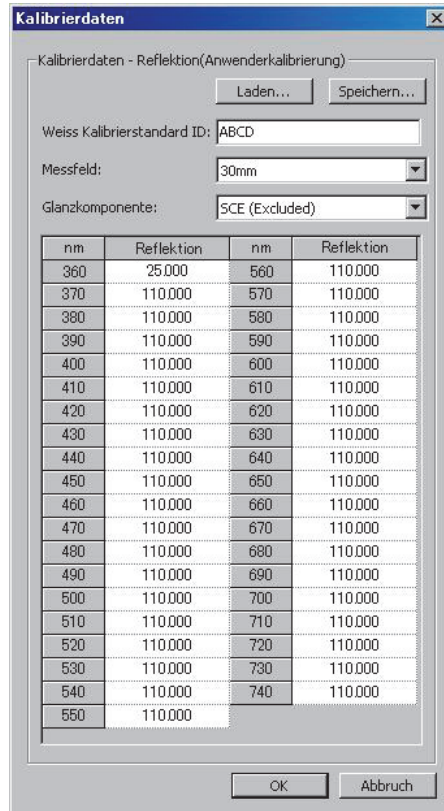 Kalibrierdaten
Kalibrierdaten - Reflektion(Anwenderkalibrierung)
Laden... Speichern...
Weiss Kalibrierstandard ID: ABCD
Messfeld: 30mm
Glanzkomponente: SCE (Excluded)
nm Reflektion nm Reflektion
360 25.000 560 110.000
370 110.000 570 110.000
380 110.000 580 110.000
390 110.000 590 110.000
400 110.000 600 110.000
410 110.000 610 110.000
420 110.000 620 110.000
430 110.000 630 110.000
440 110.000 640 110.000
450 110.000 650 110.000
460 110.000 660 110.000
470 110.000 670 110.000
480 110.000 680 110.000
490 110.000 690 110.000
500 110.000 700 110.000
510 110.000 710 110.000
520 110.000 720 110.000
530 110.000 730 110.000
540 110.000 740 110.000
550 110.000
OK Abbruch